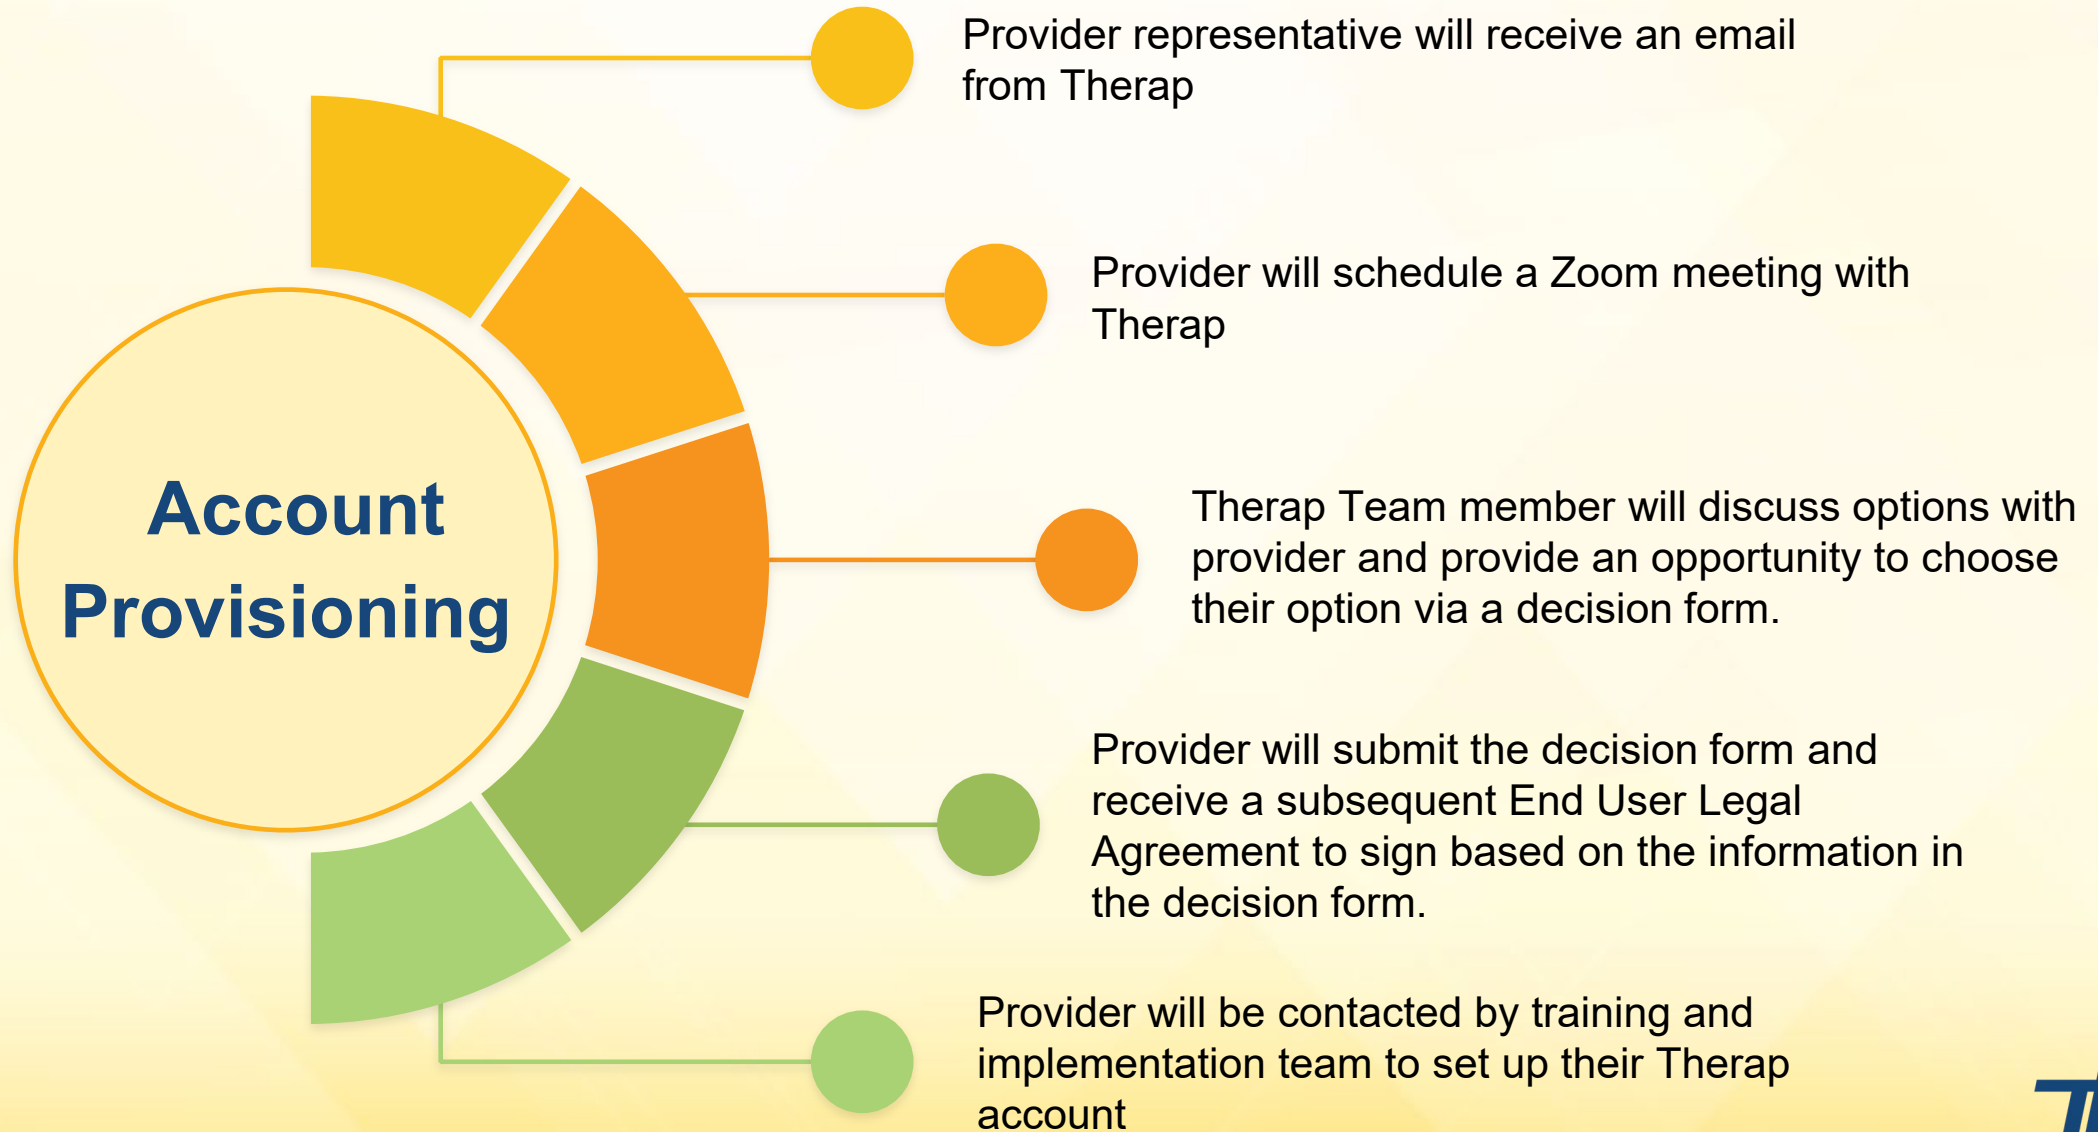 Provider representative will receive an email
from Therap
Provider will schedule a Zoom meeting with
Therap
Account
Provisioning
Therap Team member will discuss options with
provider and provide an opportunity to choose
their option via a decision form.
Provider will submit the decision form and
receive a subsequent End User Legal
Agreement to sign based on the information in
the decision form.
Provider will be contacted by training and
implementation team to set up their Therap
account